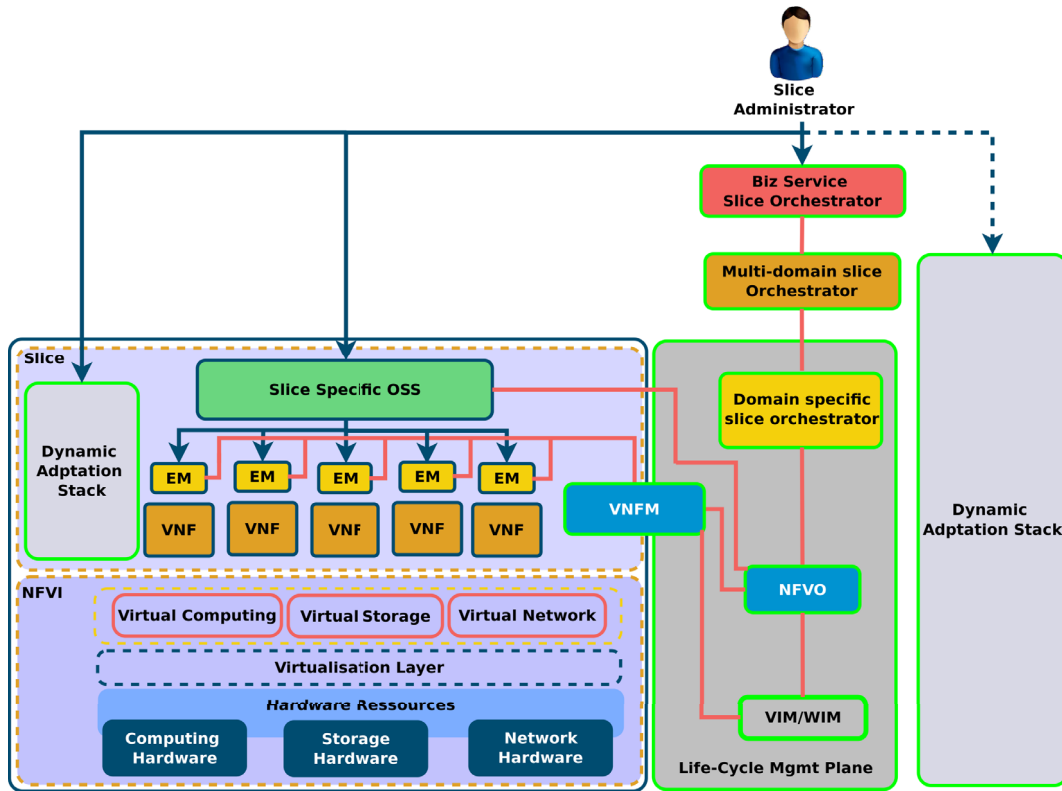 Slice
Administrator
Biz Service
Slice Orchestrator
Multi-domain slice
Orchestrator
Slice
Slice Specific OSS
Domain specific
slice orchestrator
Dynamic
Adptation
Stack
EM
EM
EM
EM
EM
VNF
VNF
VNF
VNF
VNF
VNFM
Dynamic
Adptation Stack
NFVI
NFVO
Virtual Computing
Virtual Storage
Virtual Network
Virtualisation Layer
Hardware Ressources
Computing
Hardware
Storage
Hardware
Network
Hardware
VIM/WIM
Life-Cycle Mgmt Plane